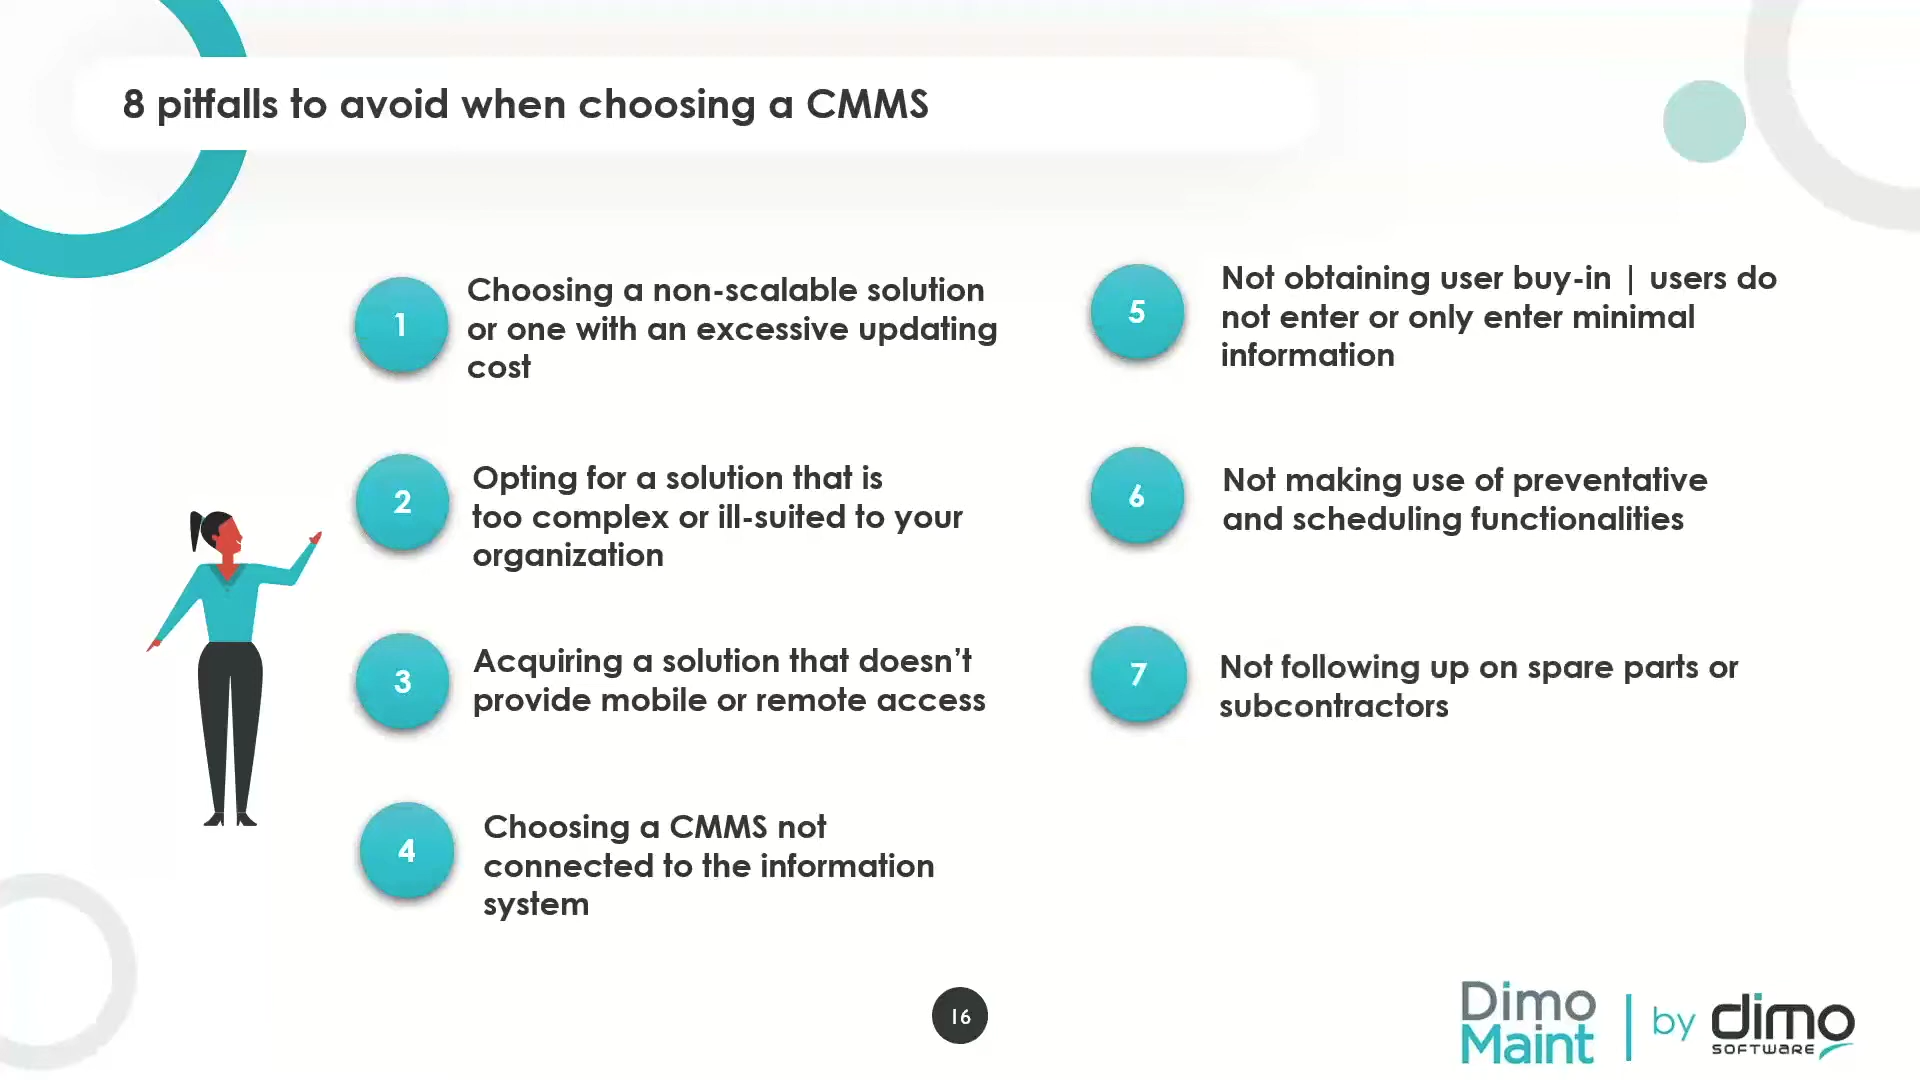 8 pitfalls to avoid when choosing a CMMS
1
Choosing a non-scalable solution
or one with an excessive updating
cost
2
Opting for a solution that is
too complex or ill-suited to your
organization
3
Acquiring a solution that doesn’t
provide mobile or remote access
4
Choosing a CMMS not
connected to the information
system
5
Not obtaining user buy-in | users do
not enter or only enter minimal
information
6
Not making use of preventative
and scheduling functionalities
7
Not following up on spare parts or
subcontractors
16
Dimo
Maint
by dimo
SOFTWARE